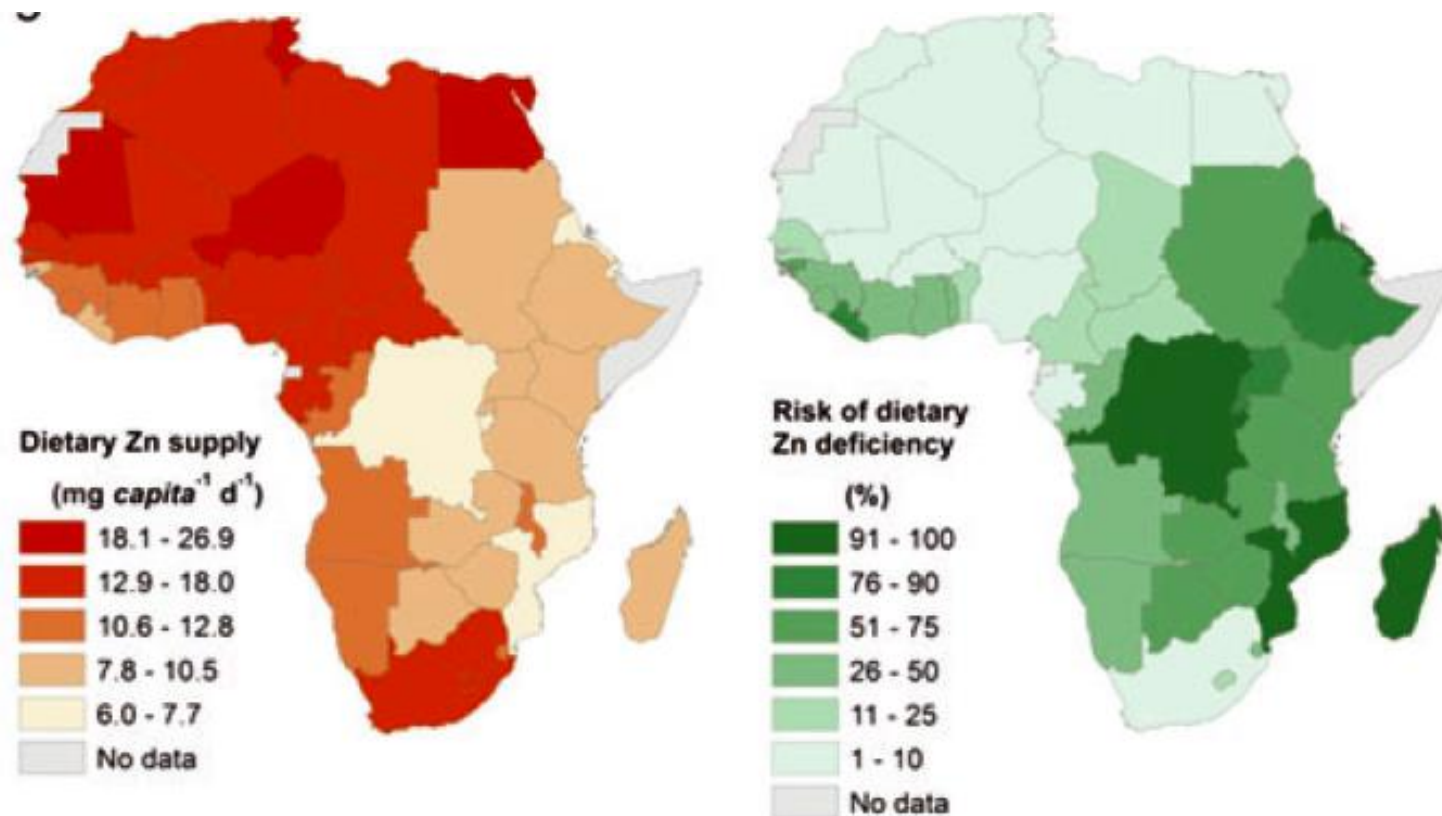 Dietary Zn supply
(mg capita⁻¹ d⁻¹)
18.1 - 26.9
12.9 - 18.0
10.6 - 12.8
7.8 - 10.5
6.0 - 7.7
No data
Risk of dietary
Zn deficiency
(%)
91 - 100
76 - 90
51 - 75
26 - 50
11 - 25
1 - 10
No data